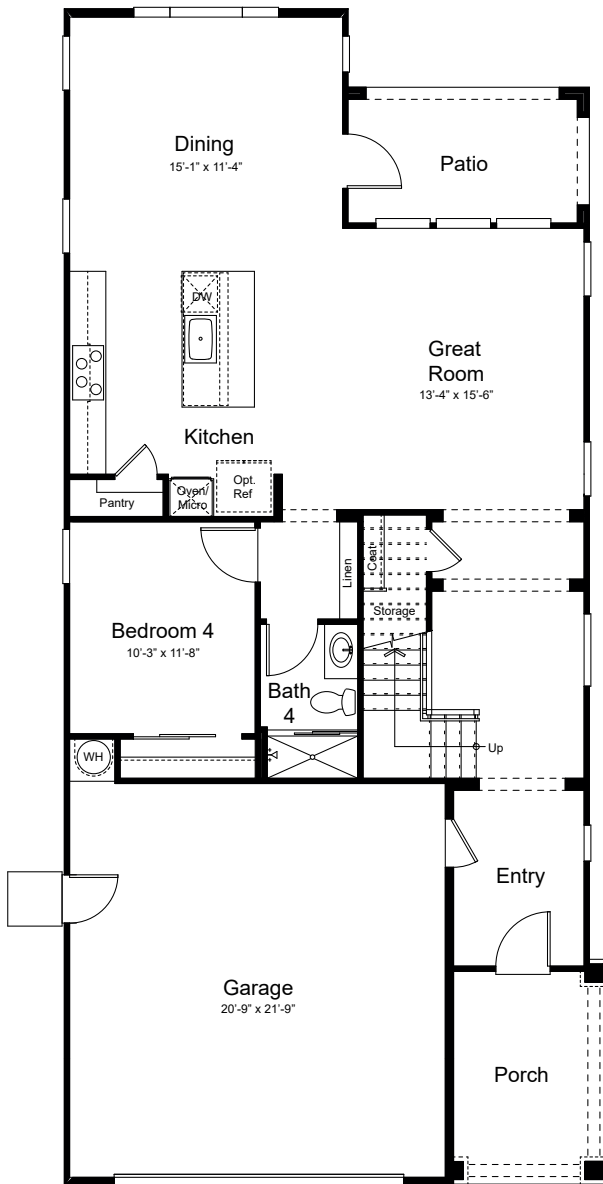 Dining
15’-1” x 11’-4”
Patio
DW
Great
Room
13’-4” x 15’-6”
Kitchen
Pantry
Oven/
Micro
Opt.
Ref
Linen
Coat
Storage
Bedroom 4
10’-3” x 11’-8”
Bath
4
WH
Up
Entry
Garage
20’-9” x 21’-9”
Porch